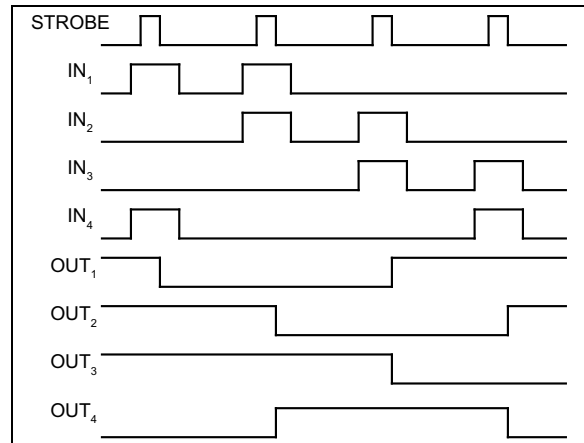 STROBE
IN₁
IN₂
IN₃
IN₄
OUT₁
OUT₂
OUT₃
OUT₄